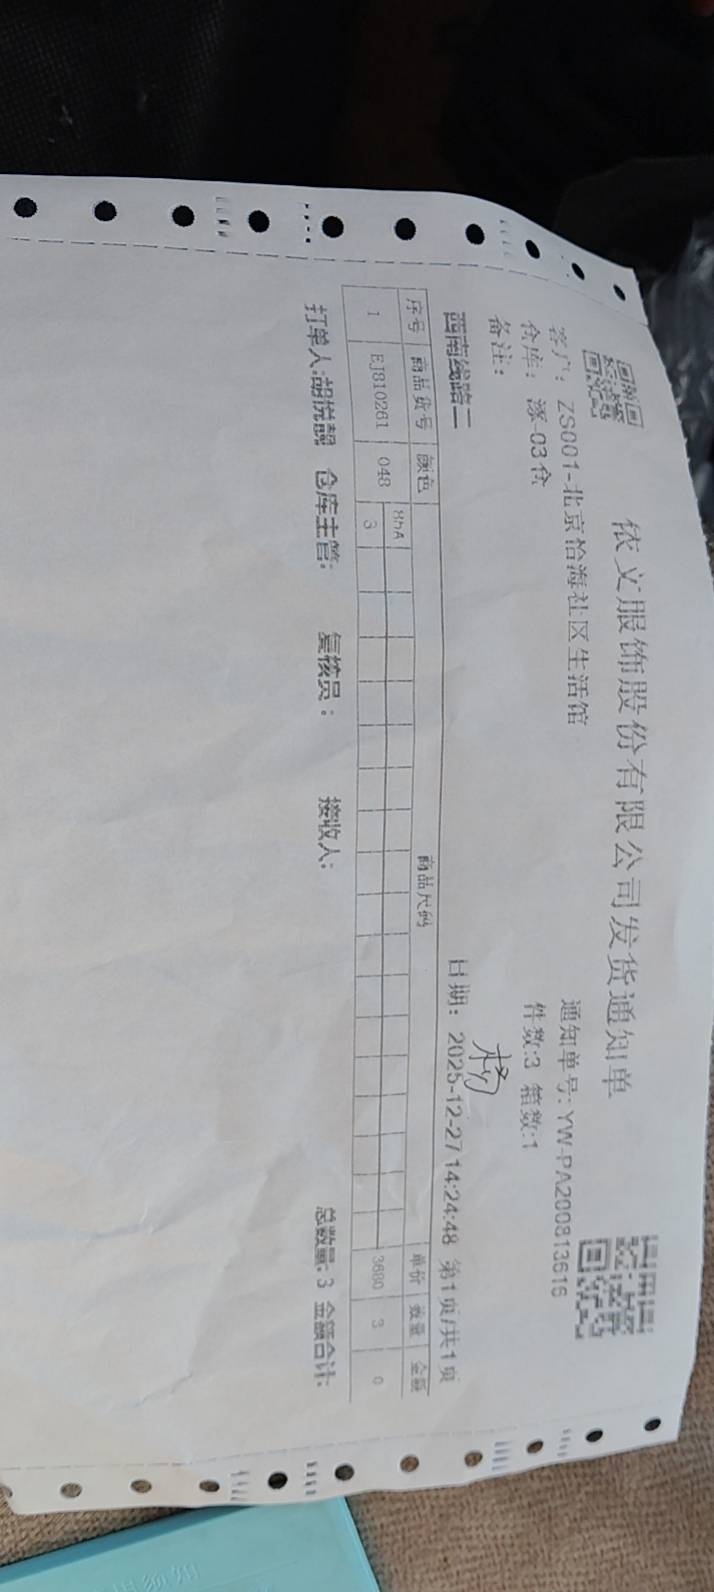 依文服饰股份有限公司发货通知单
客户：ZS001-北京怡海社区生活馆 通知单号:YW-PA200813616
仓库：涿-03仓 件数:3 箱数:1
备注：
杨
西南线路二 日期：2025-12-27 14:24:48 第1页/共1页
序号 商品货号 颜色 商品尺码 单价 数量 金额
85A
1 EJ810261 048 3 3680 3 0
打单人:胡悦靓 仓库主管: 复核员： 接收人: 总数量:3 金额合计: